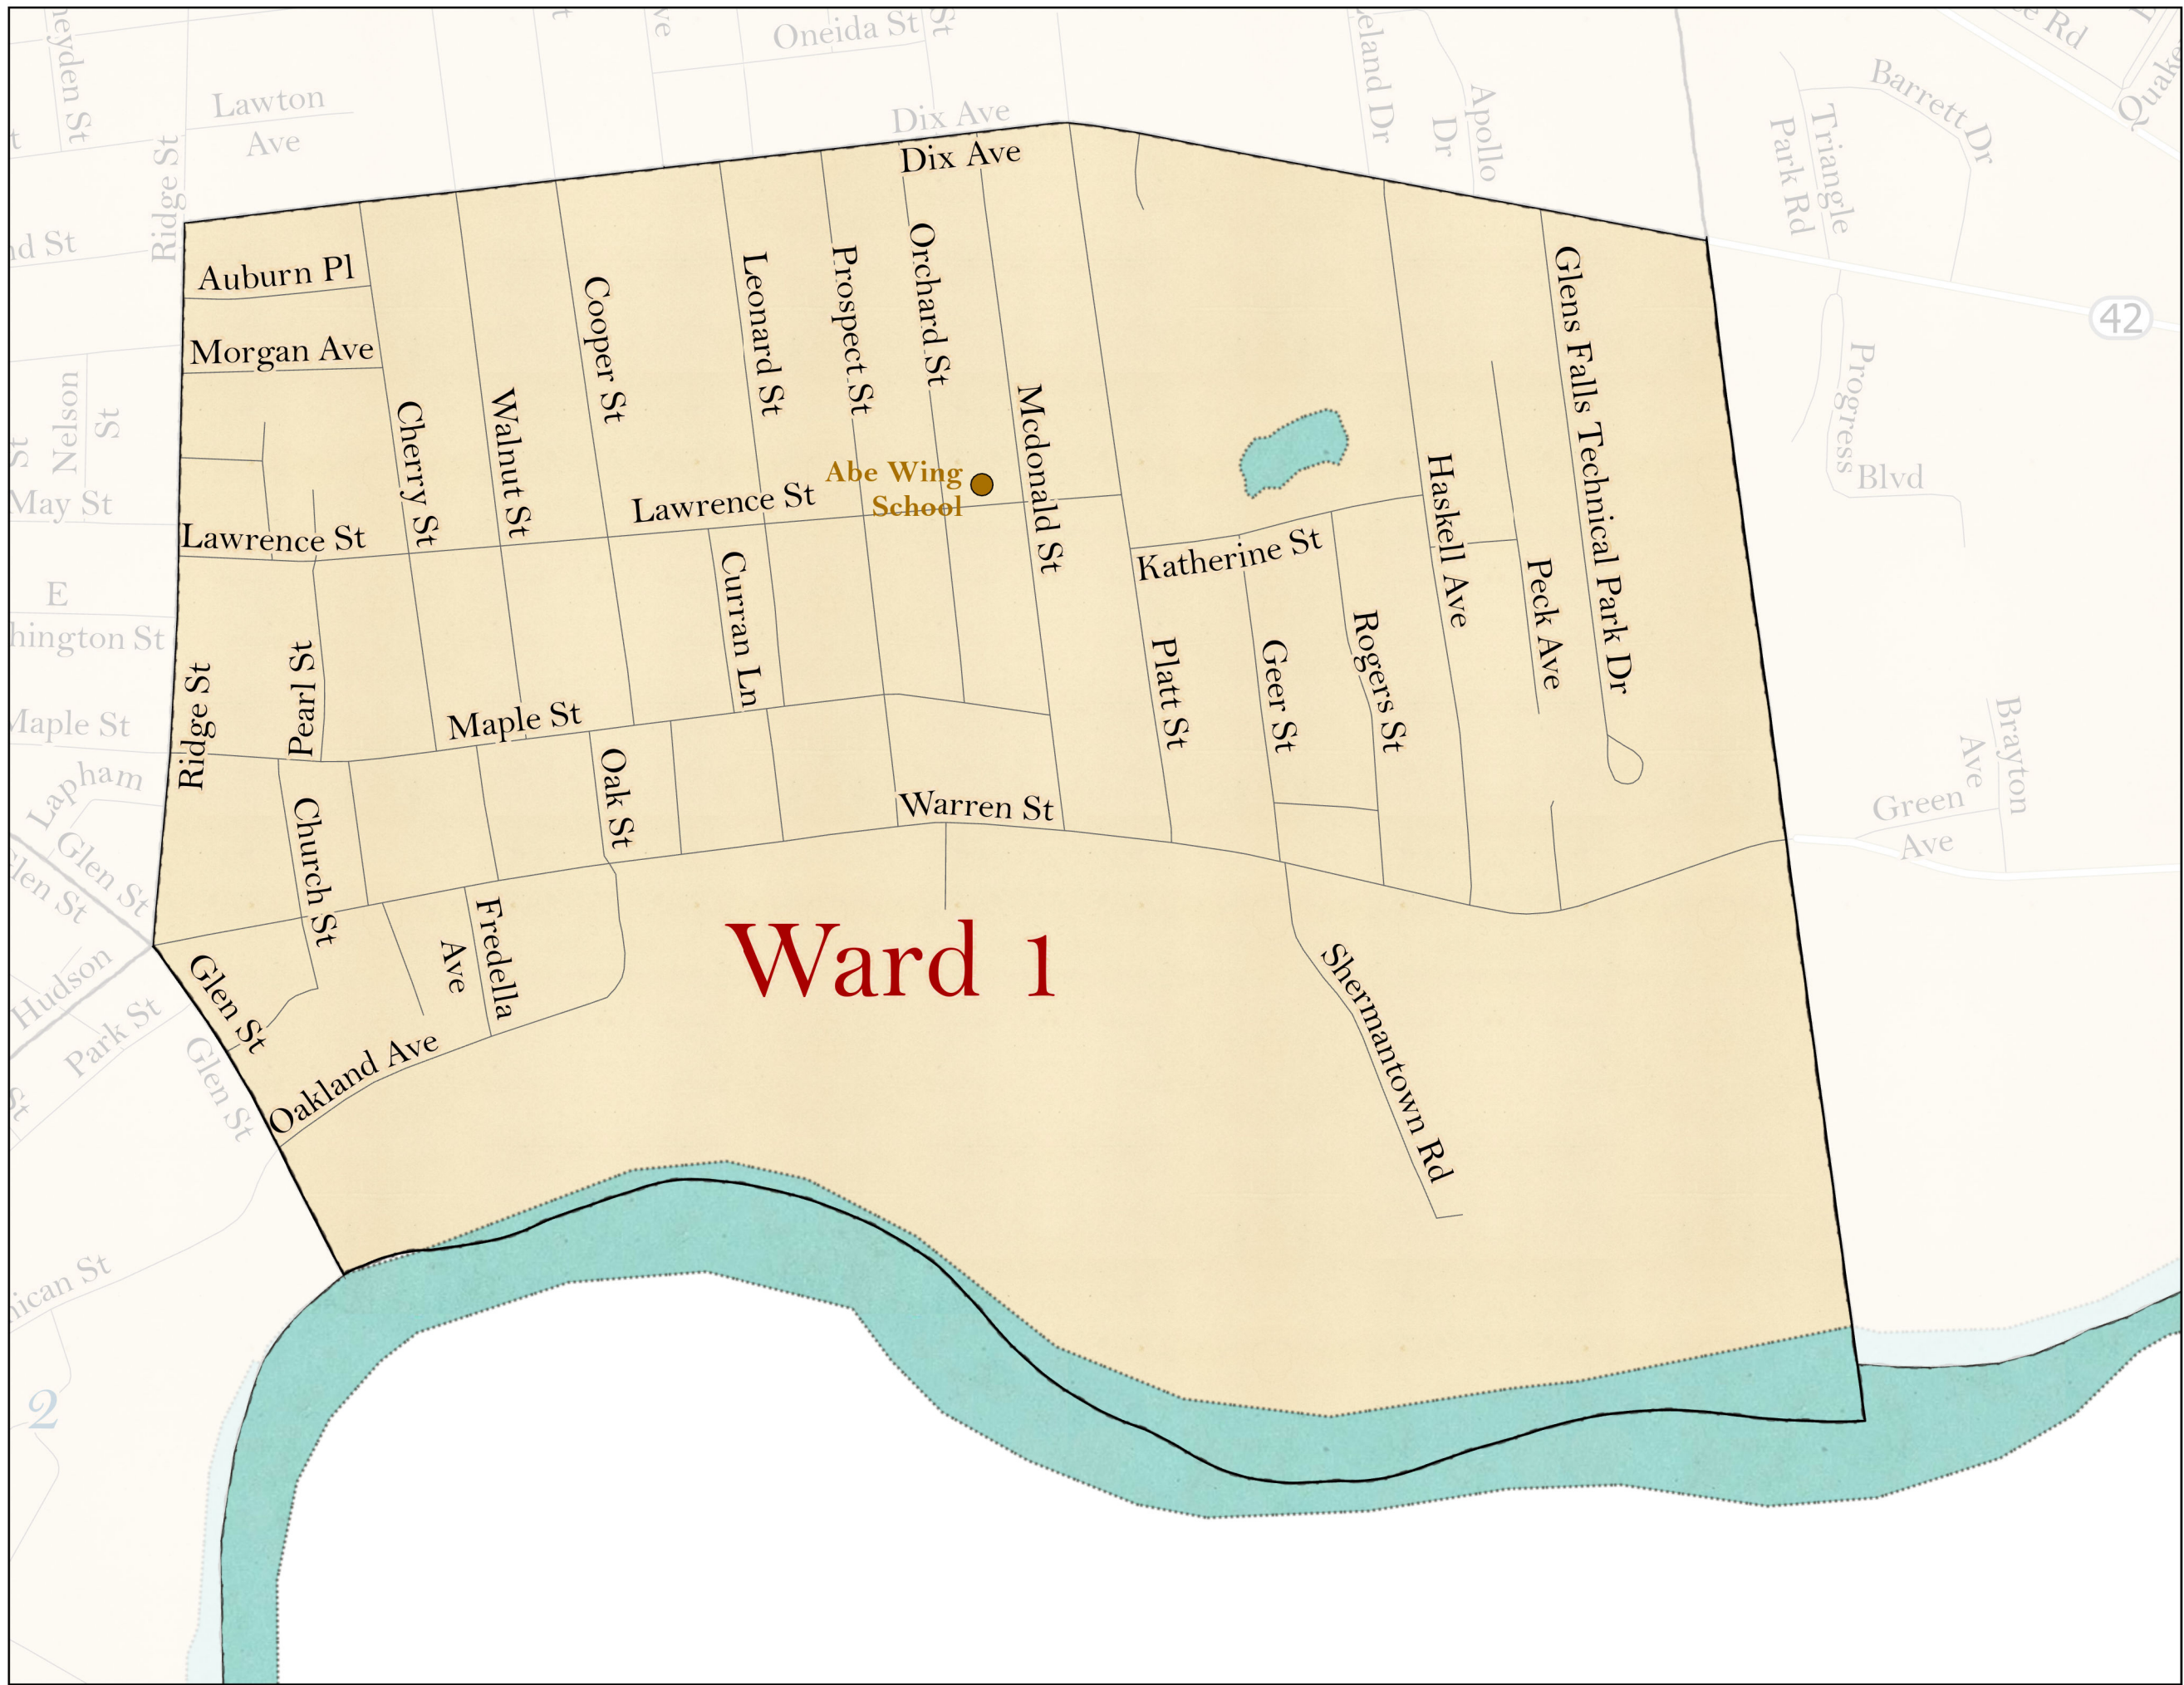 Oneida St
St
Lawton
Ave
Dix Ave
Dix Ave
Apollo
Dr
Barrett Dr
Triangle
Park Rd
Rd
Ridge St
42
Auburn Pl
Morgan Ave
Nelson
St
St
May St
Cherry St
Walnut St
Cooper St
Leonard St
Prospect St
Orchard St
Mcdonald St
Abe Wing
School
Lawrence St
Lawrence St
Katherine St
Haskell Ave
Peck Ave
Glens Falls Technical Park Dr
Progress
Blvd
E
Curran Ln
Platt St
Geer St
Rogers St
Pearl St
Ridge St
Maple St
Maple St
Oak St
Warren St
Church St
Lapham
Glen St
Brayton
Ave
Green
Ave
Fredella
Ave
Ward 1
Glen St
Hudson
Park St
Glen St
Oakland Ave
Shermantown Rd
St
2